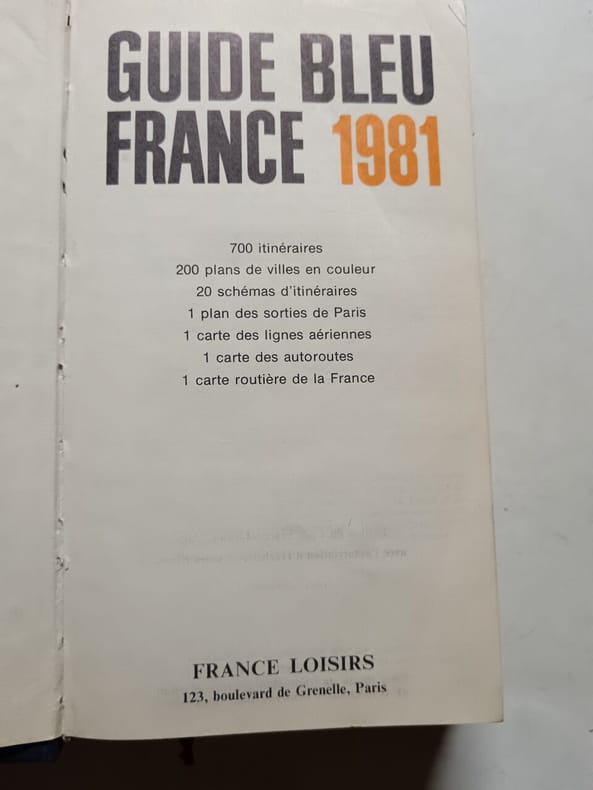 GUIDE BLEU
FRANCE 1981
700 itinéraires
200 plans de villes en couleur
20 schémas d'itinéraires
1 plan des sorties de Paris
1 carte des lignes aériennes
1 carte des autoroutes
1 carte routière de la France
FRANCE LOISIRS
123, boulevard de Grenelle, Paris